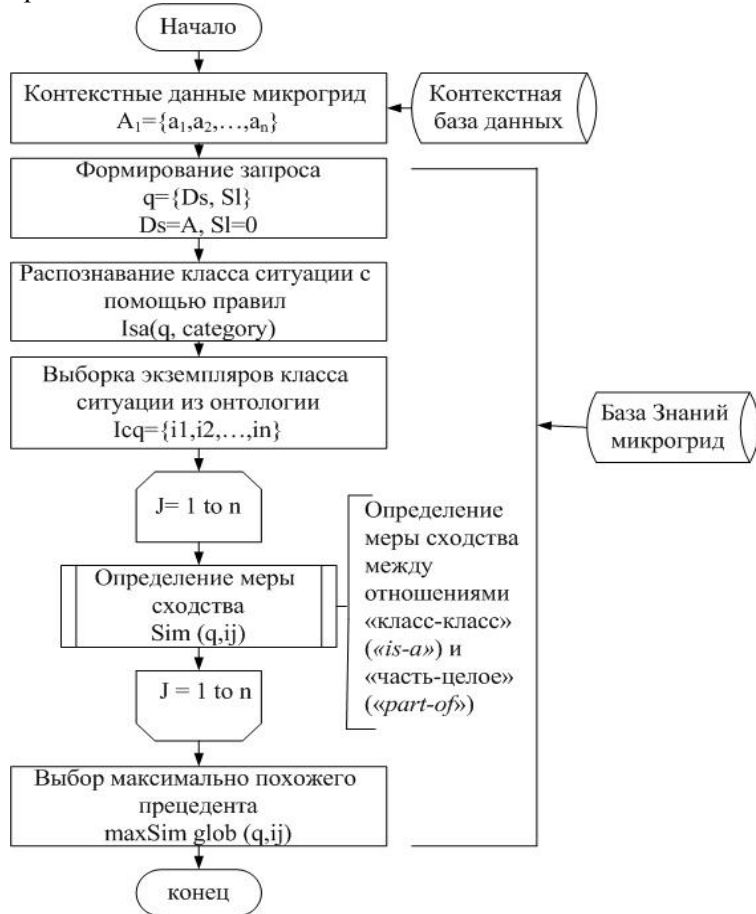 Начало
Контекстные данные микрогрид
A₁={a₁,a₂,…,aₙ}
Контекстная
база данных
Формирование запроса
q={Ds, Sl}
Ds=A, Sl=0
Распознавание класса ситуации с
помощью правил
Isa(q, category)
Выборка экземпляров класса
ситуации из онтологии
Icq={i1,i2,…,in}
База Знаний
микрогрид
J= 1 to n
Определение меры
сходства
Sim (q,ij)
Определение
меры сходства
между
отношениями
«класс-класс»
(«is-a») и
«часть-целое»
(«part-of»)
J = 1 to n
Выбор максимально похожего
прецедента
maxSim glob (q,ij)
конец